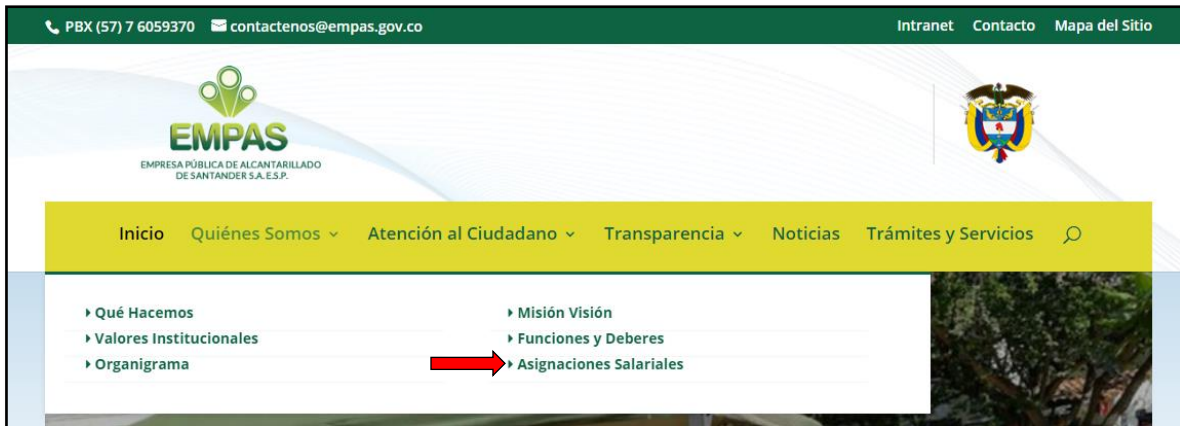 PBX (57) 7 6059370 contactenos@empas.gov.co Intranet Contacto Mapa del Sitio
EMPAS
EMPRESA PÚBLICA DE ALCANTARILLADO
DE SANTANDER S.A. E.S.P.
Inicio Quiénes Somos Atención al Ciudadano Transparencia Noticias Trámites y Servicios
Qué Hacemos Misión Visión
Valores Institucionales Funciones y Deberes
Organigrama Asignaciones Salariales